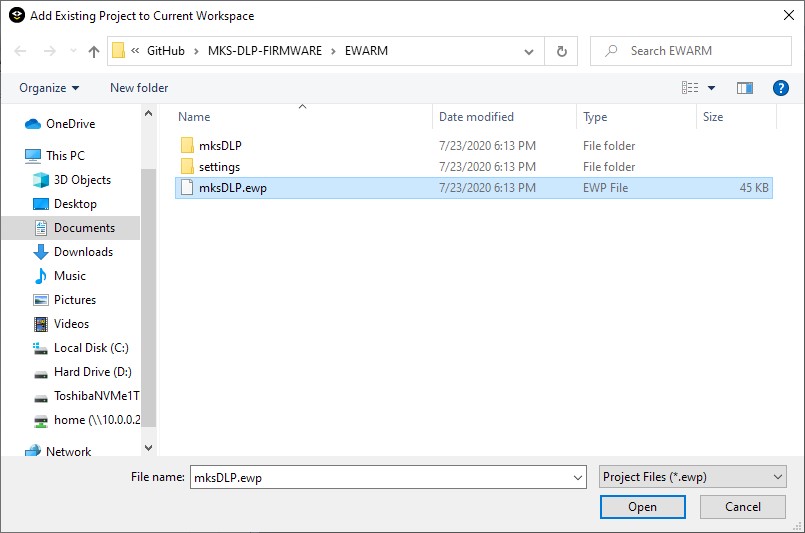 Add Existing Project to Current Workspace
« GitHub > MKS-DLP-FIRMWARE > EWARM
Search EWARM
Organize
New folder
?
Name Date modified Type Size
OneDrive
This PC
3D Objects
Desktop
Documents
Downloads
Music
Pictures
Videos
Local Disk (C:)
Hard Drive (D:)
ToshibaNVMe1T
home (\\10.0.0.2
Network
mksDLP 7/23/2020 6:13 PM File folder
settings 7/23/2020 6:13 PM File folder
mksDLP.ewp 7/23/2020 6:13 PM EWP File 45 KB
File name: mksDLP.ewp Project Files (*.ewp)
Open Cancel